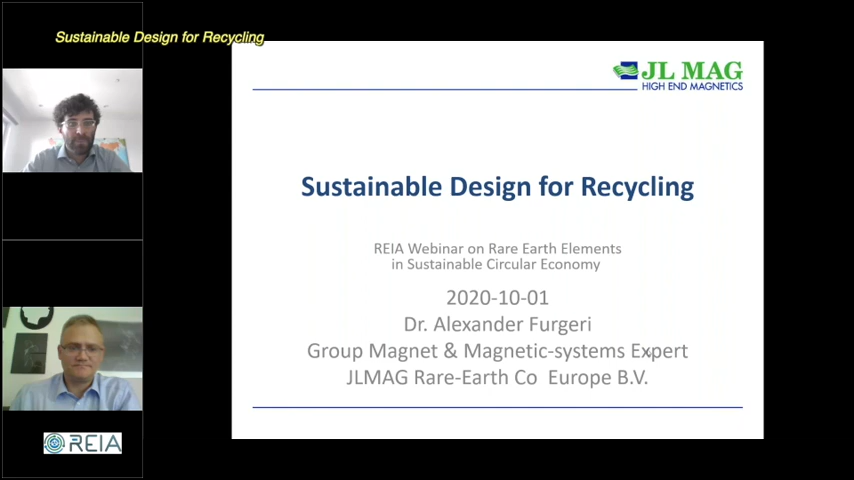 Sustainable Design for Recycling
JL MAG
HIGH END MAGNETICS
Sustainable Design for Recycling
REIA Webinar on Rare Earth Elements
in Sustainable Circular Economy
2020-10-01
Dr. Alexander Furgeri
Group Magnet & Magnetic-systems Expert
JLMAG Rare-Earth Co Europe B.V.
REIA